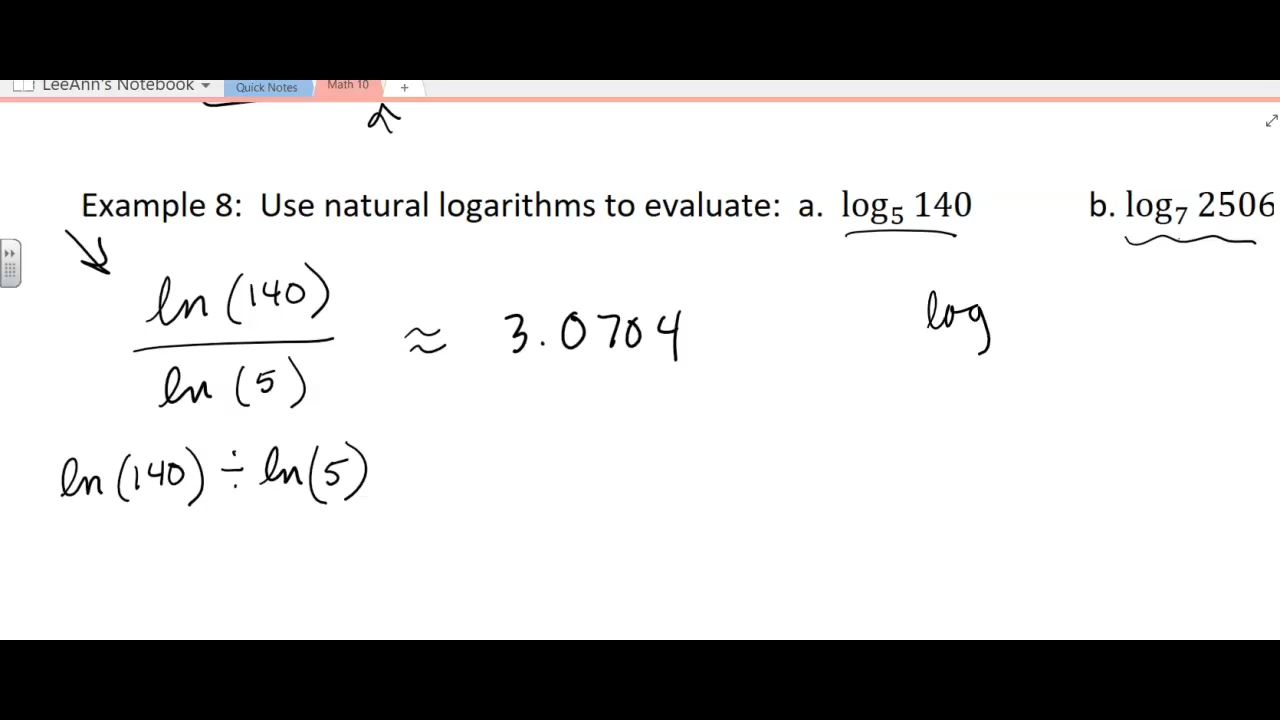 LeeAnn's Notebook
Quick Notes
Math 10
+
Example 8: Use natural logarithms to evaluate: a. log₅ 140 b. log₇ 2506
ln (140)
ln (5)
≈ 3.0704
log
ln (140) ÷ ln (5)